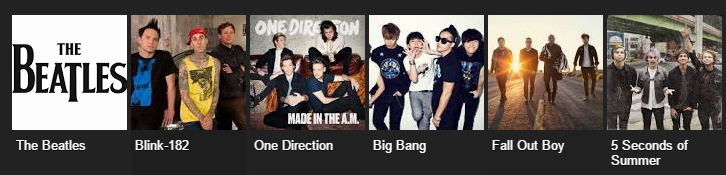 THE
BEATLES
ONE DIRECTION
MADE IN THE A.M.
The Beatles
Blink-182
One Direction
Big Bang
Fall Out Boy
5 Seconds of
Summer